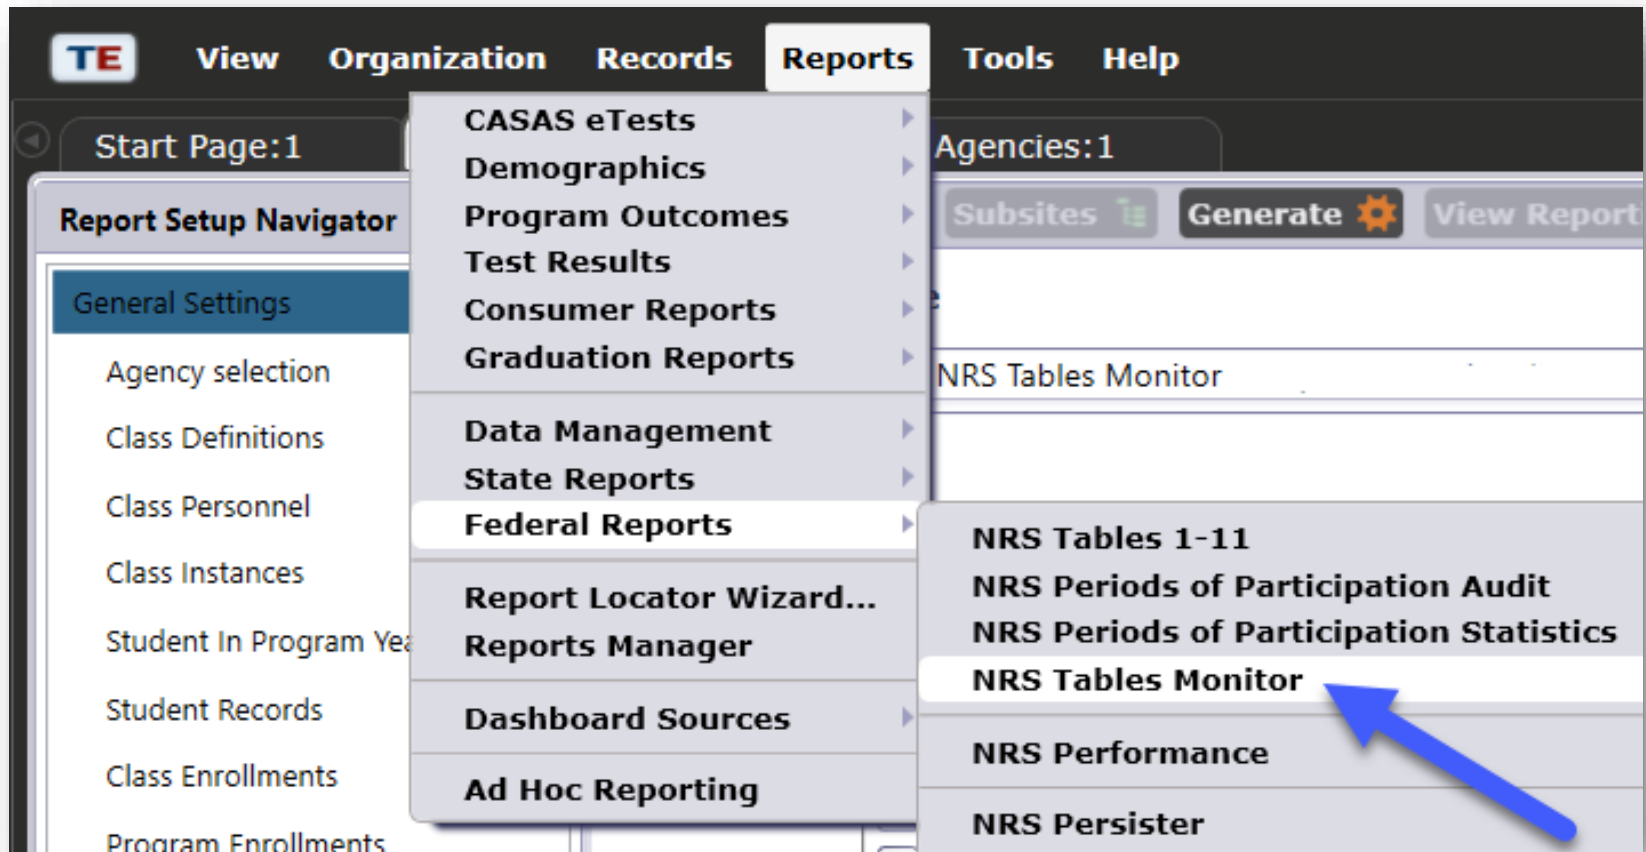 TE View Organization Records Reports Tools Help
Start Page:1
Agencies:1
Report Setup Navigator
Subsites Generate View Report
General Settings
Agency selection
Class Definitions
Class Personnel
Class Instances
Student In Program Yea
Student Records
Class Enrollments
Program Enrollments
CASAS eTests
Demographics
Program Outcomes
Test Results
Consumer Reports
Graduation Reports
Data Management
State Reports
Federal Reports
Report Locator Wizard...
Reports Manager
Dashboard Sources
Ad Hoc Reporting
NRS Tables Monitor
NRS Tables 1-11
NRS Periods of Participation Audit
NRS Periods of Participation Statistics
NRS Tables Monitor
NRS Performance
NRS Persister